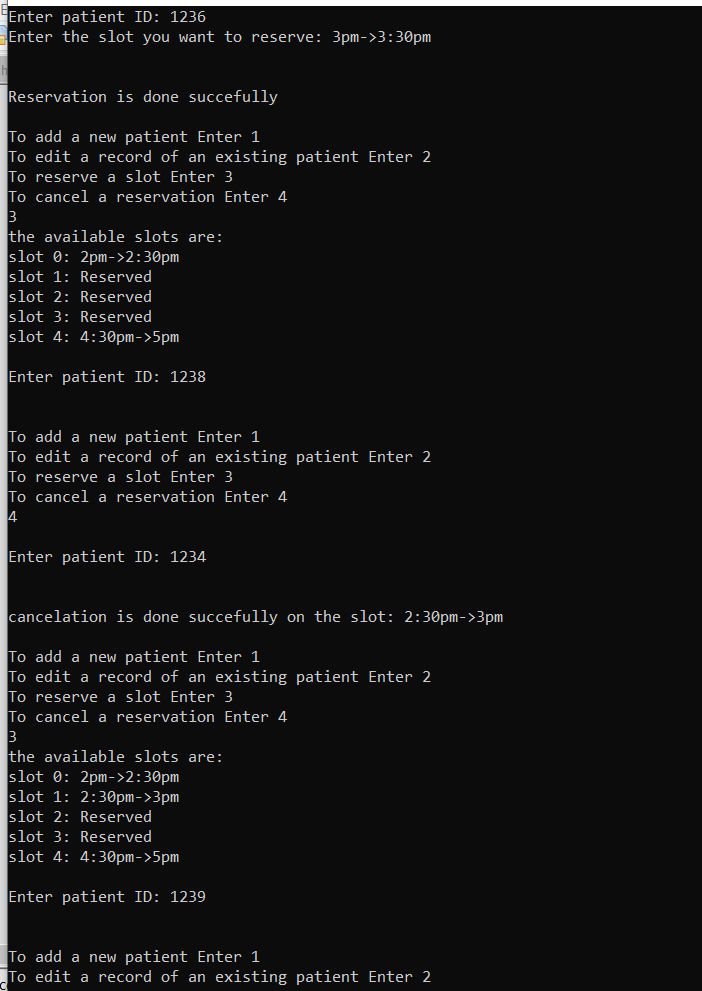 Enter patient ID: 1236
Enter the slot you want to reserve: 3pm->3:30pm
Reservation is done succefully
To add a new patient Enter 1
To edit a record of an existing patient Enter 2
To reserve a slot Enter 3
To cancel a reservation Enter 4
3
the available slots are:
slot 0: 2pm->2:30pm
slot 1: Reserved
slot 2: Reserved
slot 3: Reserved
slot 4: 4:30pm->5pm
Enter patient ID: 1238
To add a new patient Enter 1
To edit a record of an existing patient Enter 2
To reserve a slot Enter 3
To cancel a reservation Enter 4
4
Enter patient ID: 1234
cancelation is done succefully on the slot: 2:30pm->3pm
To add a new patient Enter 1
To edit a record of an existing patient Enter 2
To reserve a slot Enter 3
To cancel a reservation Enter 4
3
the available slots are:
slot 0: 2pm->2:30pm
slot 1: 2:30pm->3pm
slot 2: Reserved
slot 3: Reserved
slot 4: 4:30pm->5pm
Enter patient ID: 1239
To add a new patient Enter 1
To edit a record of an existing patient Enter 2